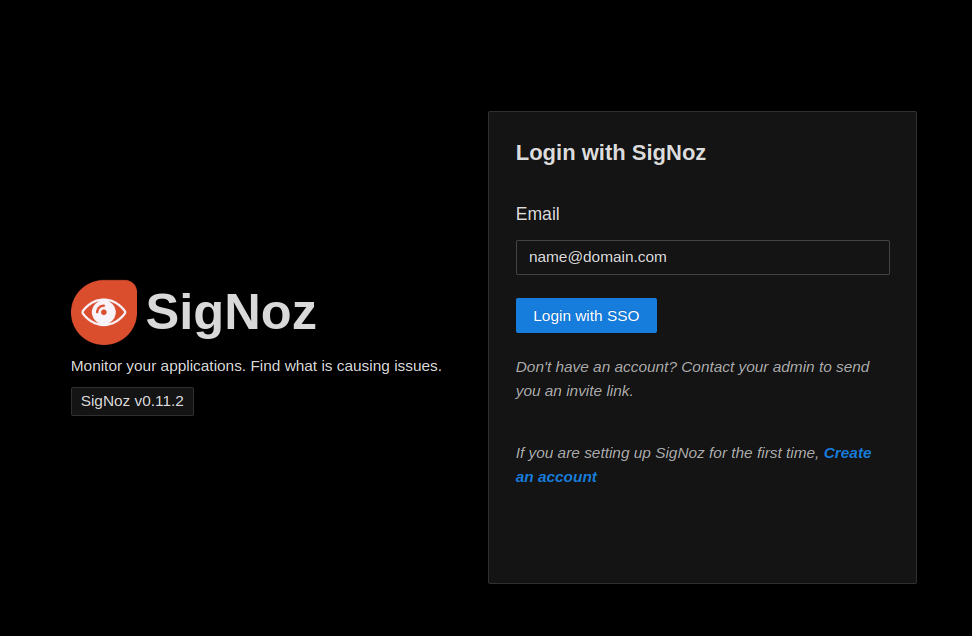 SigNoz
Monitor your applications. Find what is causing issues.
SigNoz v0.11.2
Login with SigNoz
Email
name@domain.com
Login with SSO
Don't have an account? Contact your admin to send
you an invite link.
If you are setting up SigNoz for the first time, Create
an account